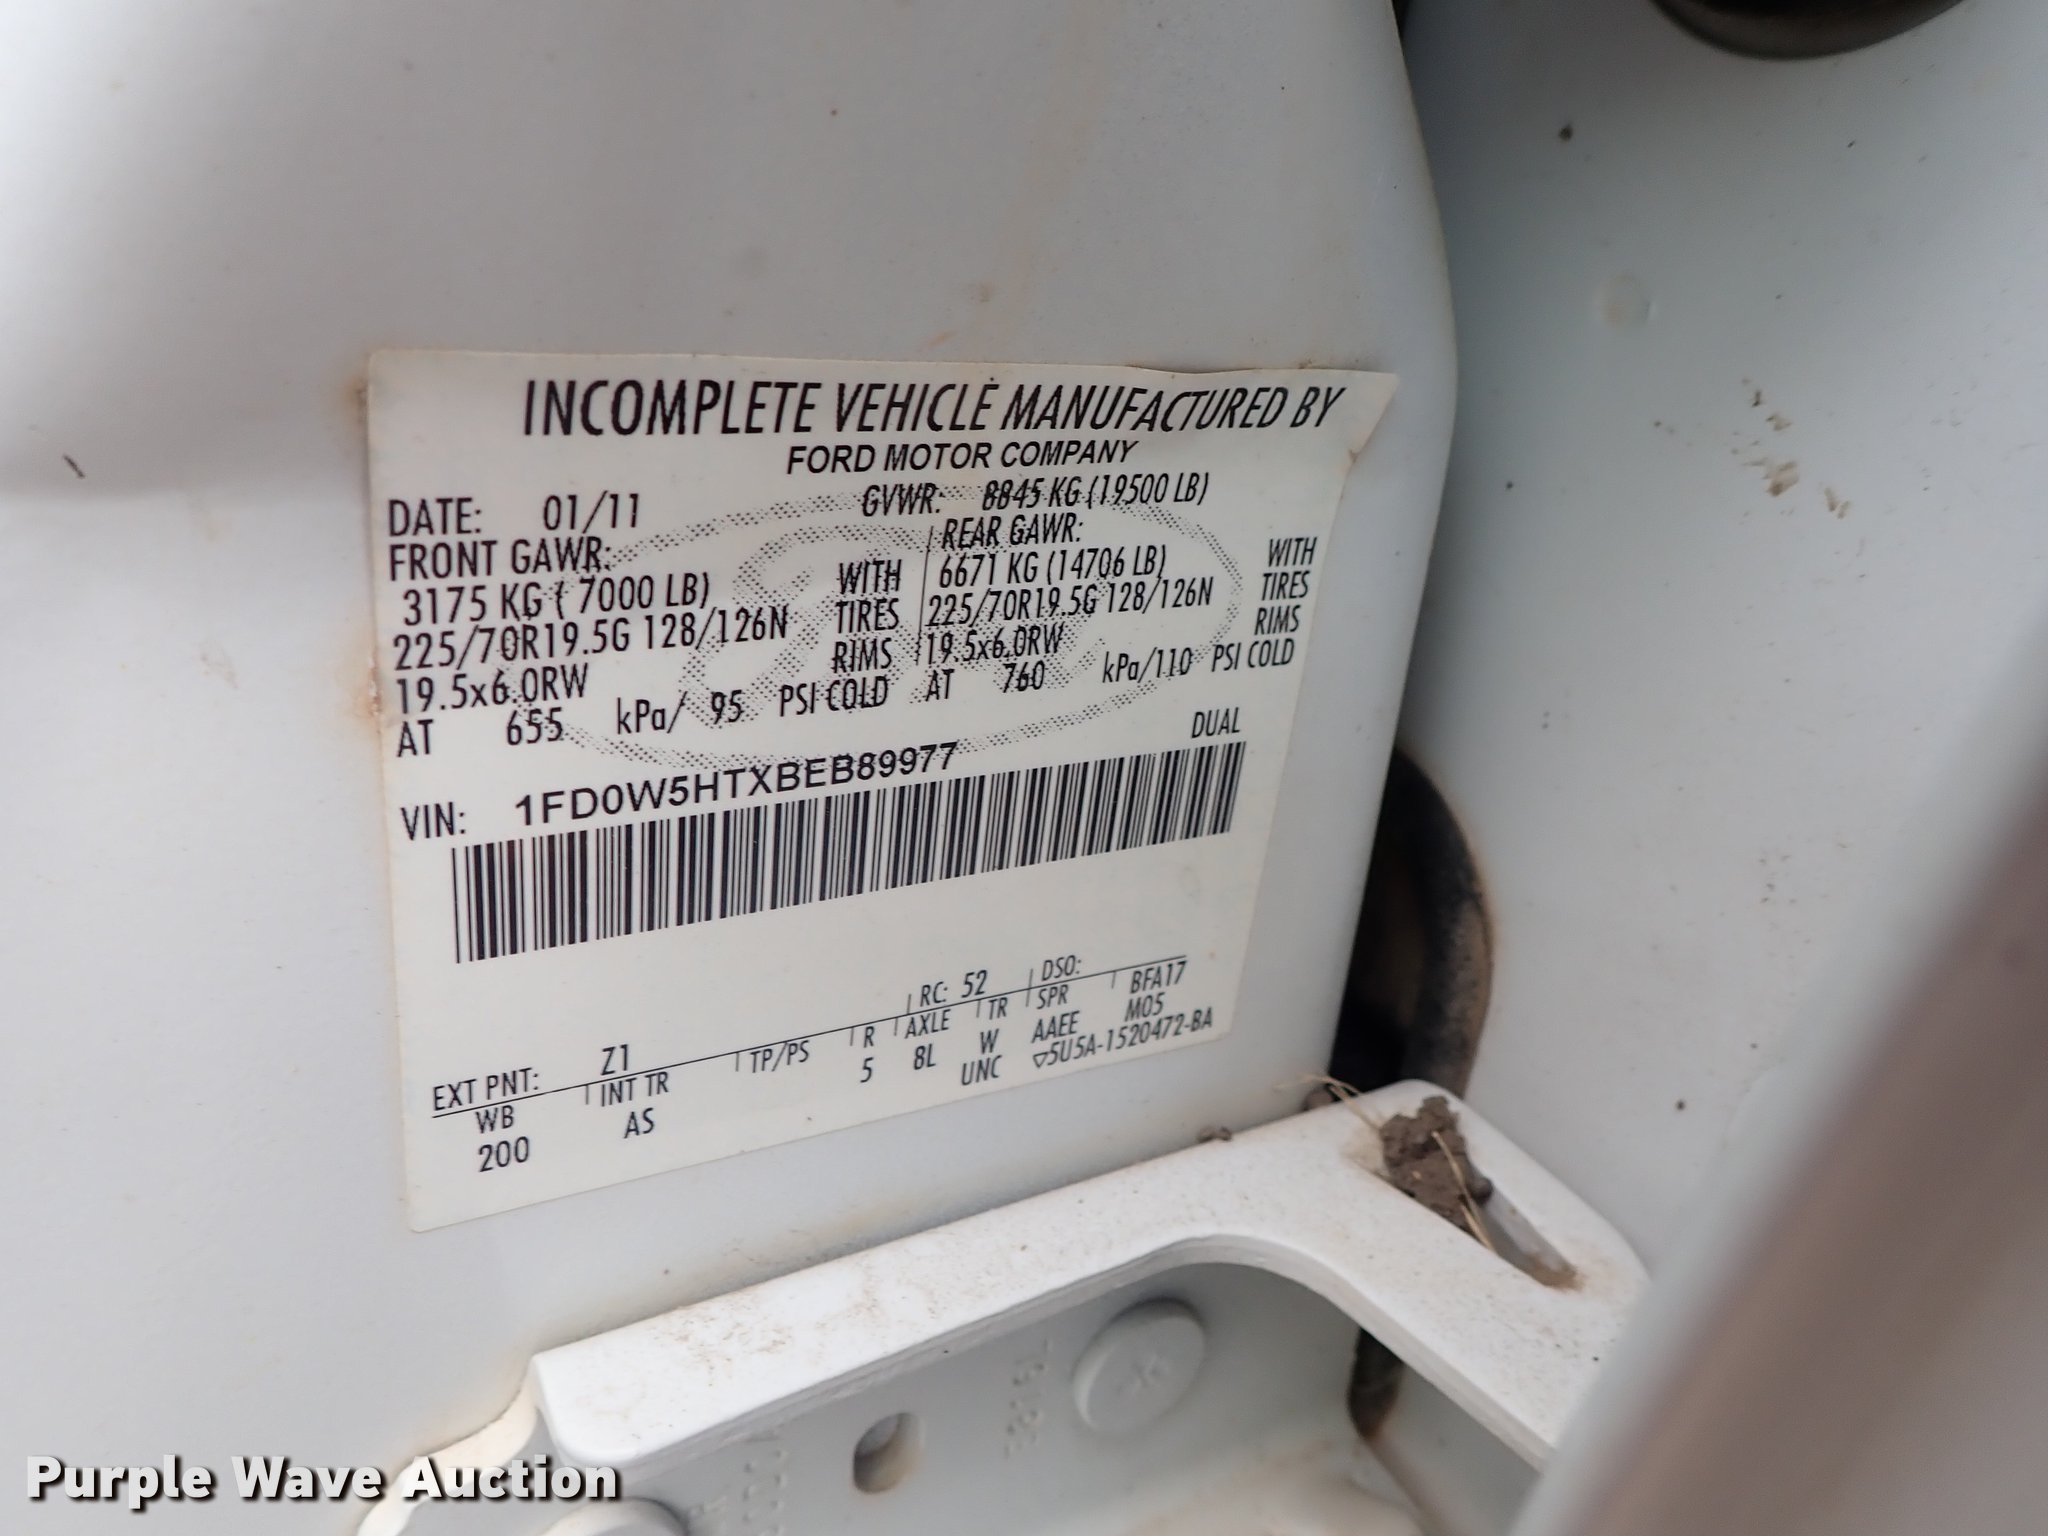 INCOMPLETE VEHICLE MANUFACTURED BY
FORD MOTOR COMPANY
DATE: 01/11 GVWR: 8845 KG (19500 LB)
FRONT GAWR: REAR GAWR:
3175 KG ( 7000 LB) WITH 6671 KG (14706 LB) WITH
225/70R19.5G 128/126N TIRES 225/70R19.5G 128/126N TIRES
19.5x6.0RW RIMS 19.5x6.0RW RIMS
AT 655 kPa/ 95 PSI COLD AT 760 kPa/110 PSI COLD
DUAL
VIN: 1FD0W5HTXBEB89977
EXT PNT: Z1 RC: 52 DSO:
WB INT TR TP/PS R AXLE TR SPR BFA17
200 AS 5 8L W AAEE M05
UNC ▽5U5A-1520472-BA
Purple Wave Auction